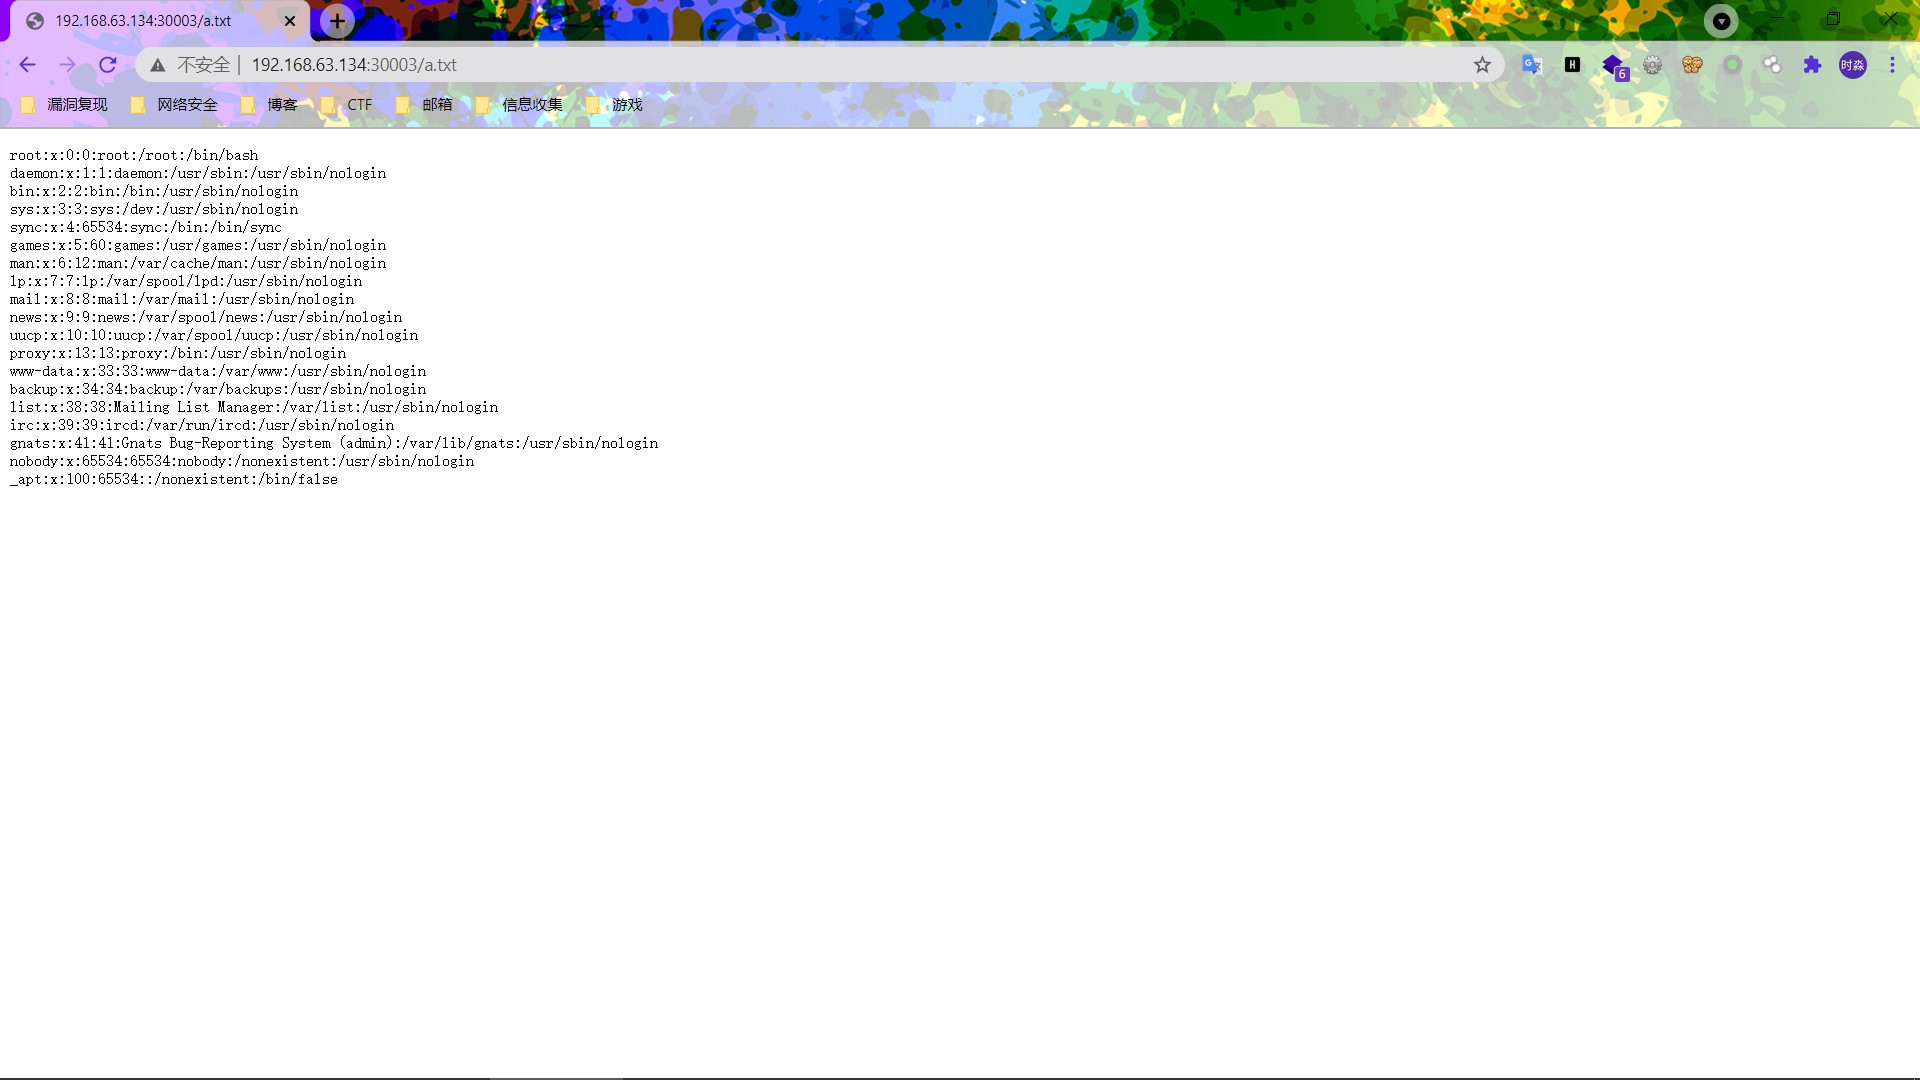 192.168.63.134:30003/a.txt
不安全 192.168.63.134:30003/a.txt
H
6
时淼
漏洞复现 网络安全 博客 CTF 邮箱 信息收集 游戏
root:x:0:0:root:/root:/bin/bash
daemon:x:1:1:daemon:/usr/sbin:/usr/sbin/nologin
bin:x:2:2:bin:/bin:/usr/sbin/nologin
sys:x:3:3:sys:/dev:/usr/sbin/nologin
sync:x:4:65534:sync:/bin:/bin/sync
games:x:5:60:games:/usr/games:/usr/sbin/nologin
man:x:6:12:man:/var/cache/man:/usr/sbin/nologin
lp:x:7:7:lp:/var/spool/lpd:/usr/sbin/nologin
mail:x:8:8:mail:/var/mail:/usr/sbin/nologin
news:x:9:9:news:/var/spool/news:/usr/sbin/nologin
uucp:x:10:10:uucp:/var/spool/uucp:/usr/sbin/nologin
proxy:x:13:13:proxy:/bin:/usr/sbin/nologin
www-data:x:33:33:www-data:/var/www:/usr/sbin/nologin
backup:x:34:34:backup:/var/backups:/usr/sbin/nologin
list:x:38:38:Mailing List Manager:/var/list:/usr/sbin/nologin
irc:x:39:39:ircd:/var/run/ircd:/usr/sbin/nologin
gnats:x:41:41:Gnats Bug-Reporting System (admin):/var/lib/gnats:/usr/sbin/nologin
nobody:x:65534:65534:nobody:/nonexistent:/usr/sbin/nologin
_apt:x:100:65534::/nonexistent:/bin/false